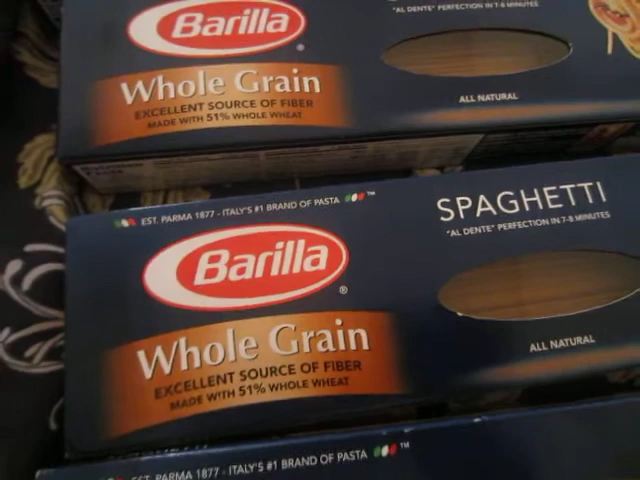 Barilla
®
Whole Grain
EXCELLENT SOURCE OF FIBER
MADE WITH 51% WHOLE WHEAT
"AL DENTE" PERFECTION IN 7-8 MINUTES
ALL NATURAL
EST. PARMA 1877 - ITALY'S #1 BRAND OF PASTA ™
Barilla
®
Whole Grain
EXCELLENT SOURCE OF FIBER
MADE WITH 51% WHOLE WHEAT
SPAGHETTI
"AL DENTE" PERFECTION IN 7-8 MINUTES
ALL NATURAL
EST. PARMA 1877 - ITALY'S #1 BRAND OF PASTA ™